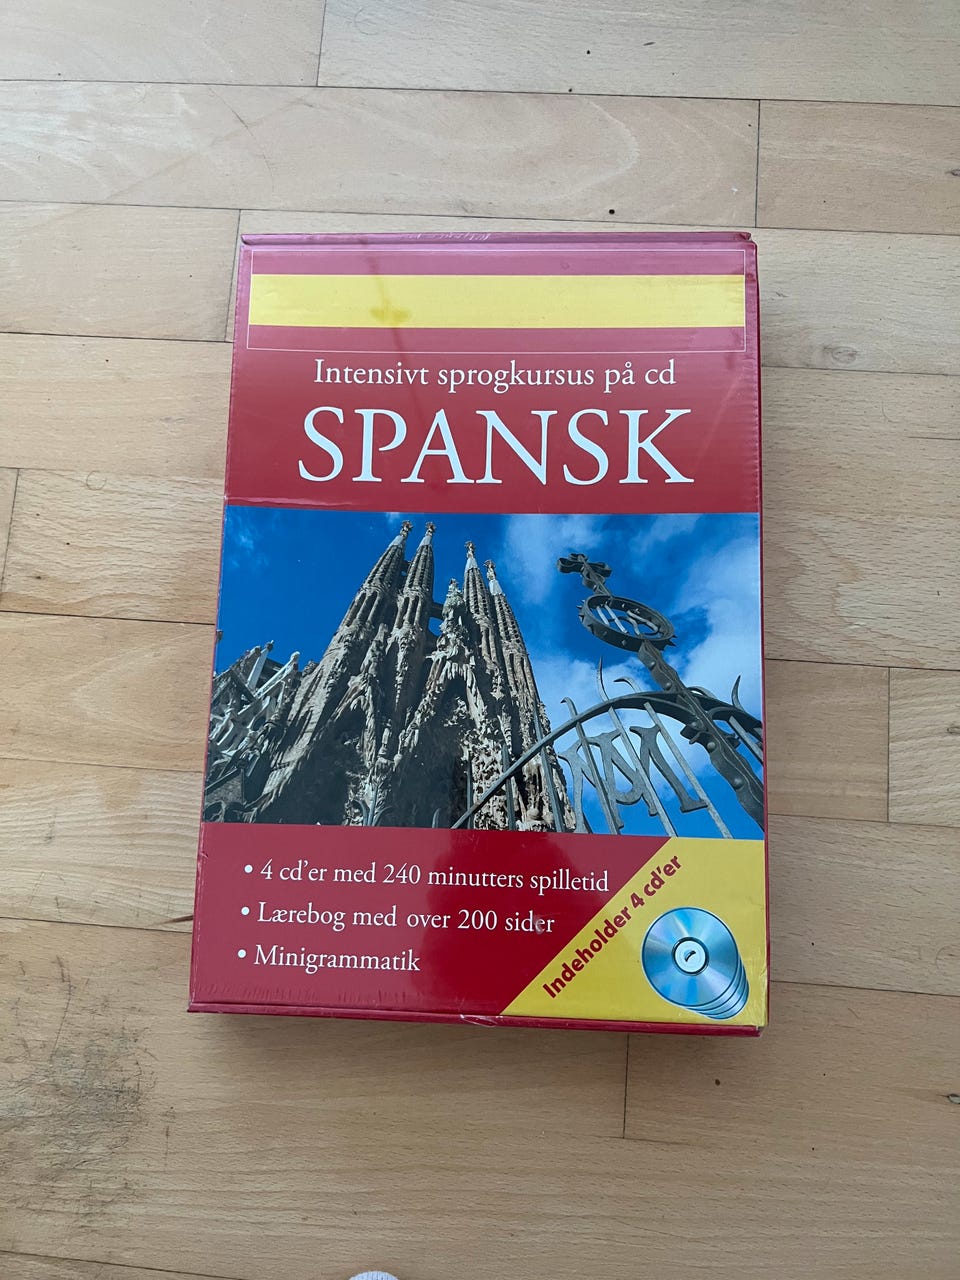 Intensivt sprogkursus på cd
SPANSK
• 4 cd'er med 240 minutters spilletid
• Lærebog med over 200 sider
• Minigrammatik
Indeholder 4 cd'er